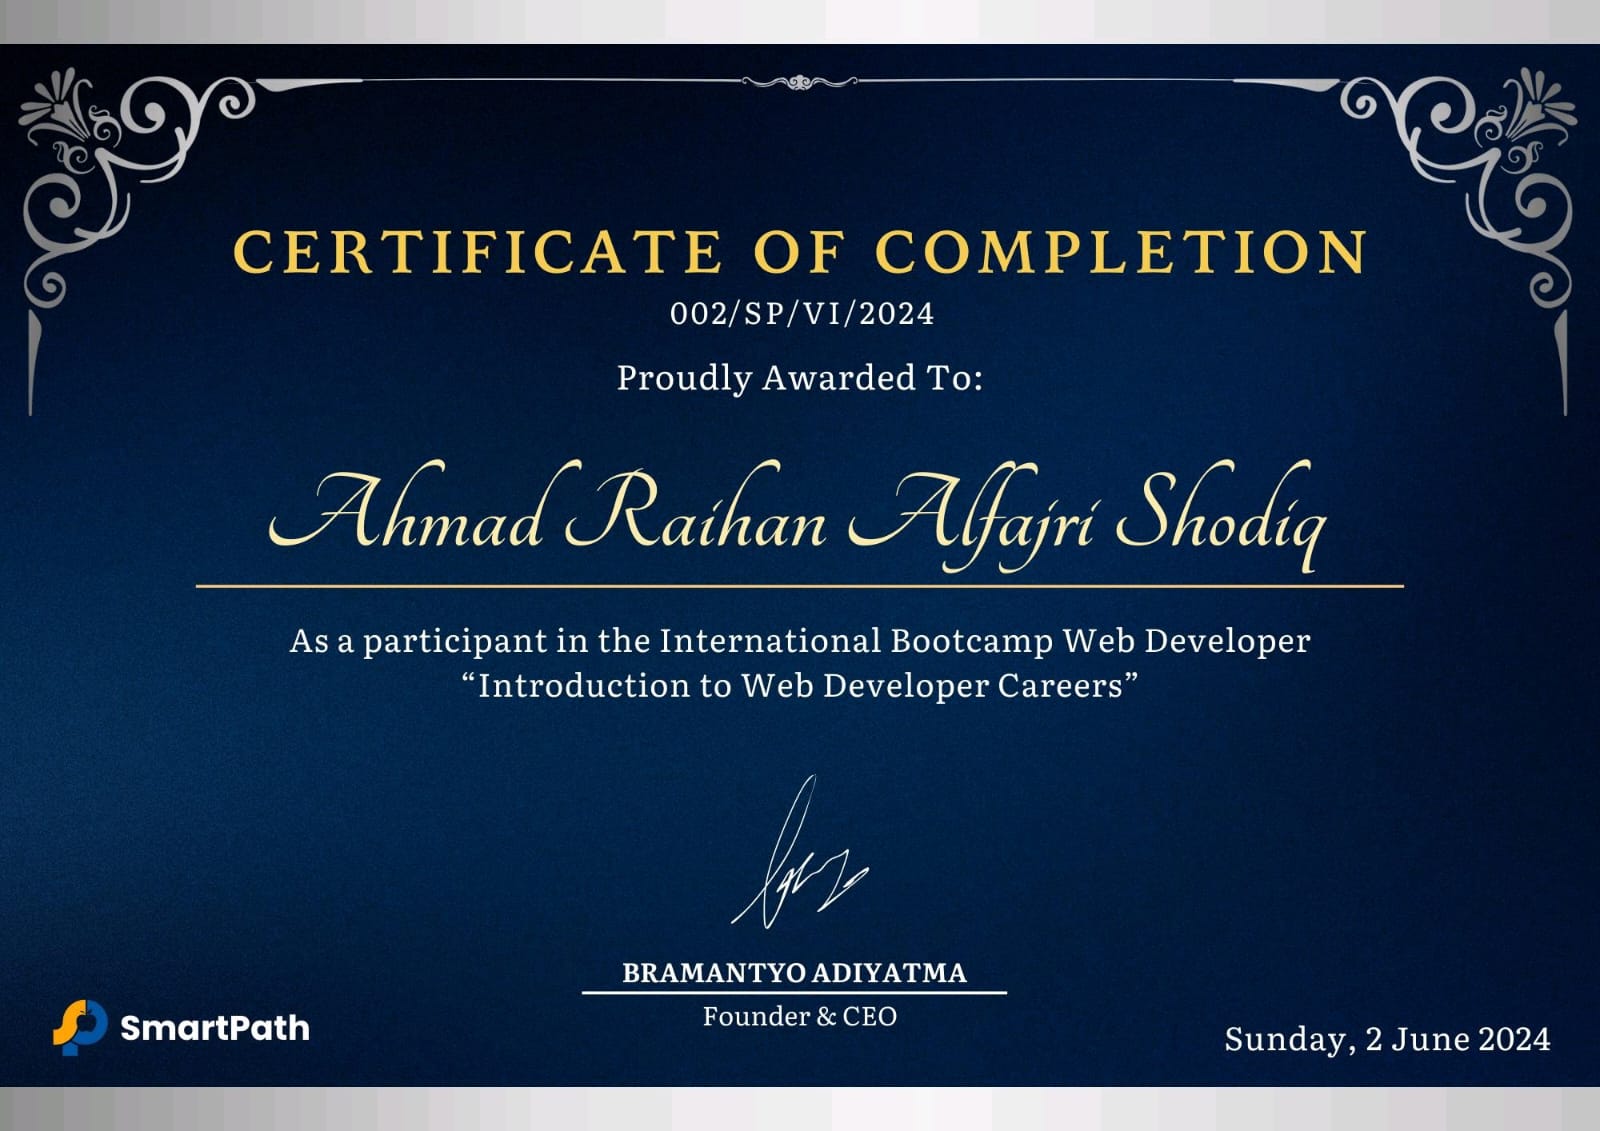 CERTIFICATE OF COMPLETION
002/SP/VI/2024
Proudly Awarded To:
Ahmad Raihan Alfajri Shodiq
As a participant in the International Bootcamp Web Developer
“Introduction to Web Developer Careers”
BRAMANTYO ADIYATMA
Founder & CEO
SmartPath
Sunday, 2 June 2024